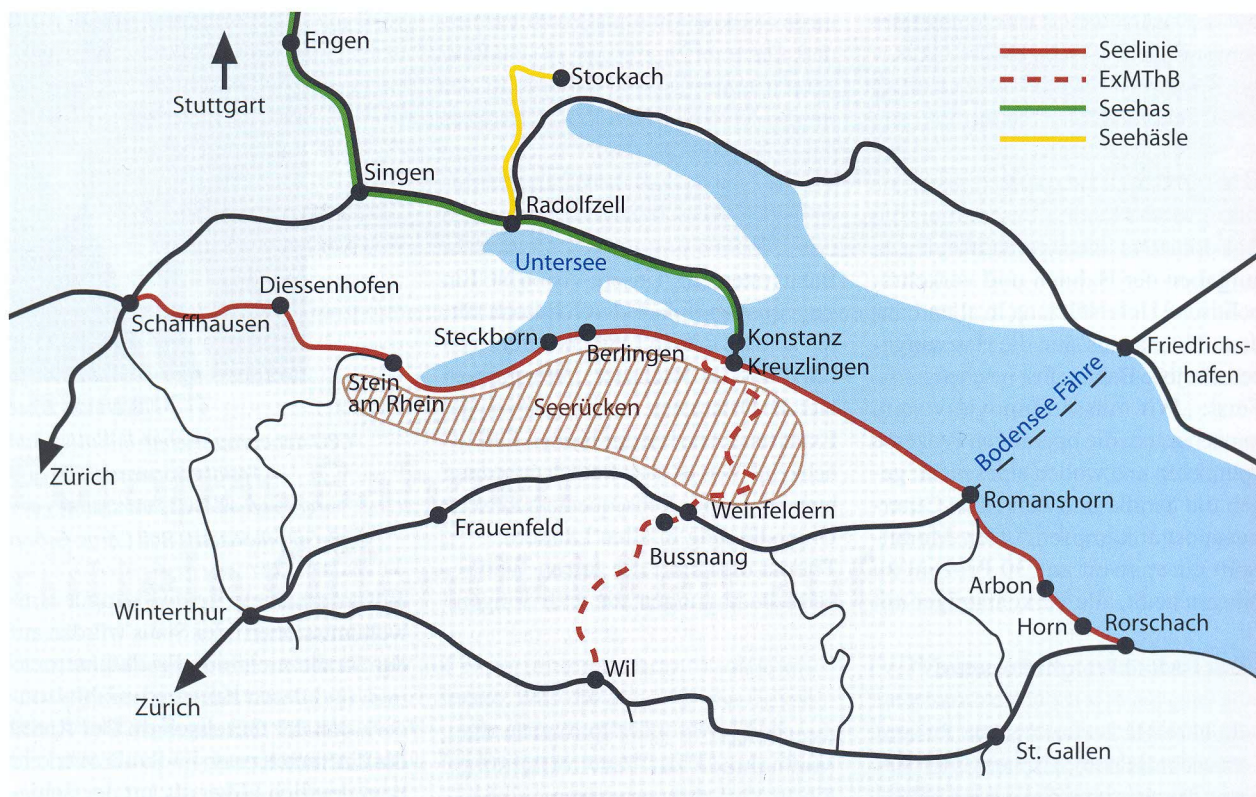 Engen
Stuttgart
Stockach
Seelinie
ExMThB
Seehas
Seehäsle
Singen
Radolfzell
Untersee
Diessenhofen
Schaffhausen
Steckborn
Berlingen
Konstanz
Kreuzlingen
Friedrichs-
hafen
Stein
am Rhein
Seerücken
Bodensee Fähre
Zürich
Romanshorn
Frauenfeld
Weinfeldern
Bussnang
Arbon
Winterthur
Horn
Rorschach
Wil
Zürich
St. Gallen